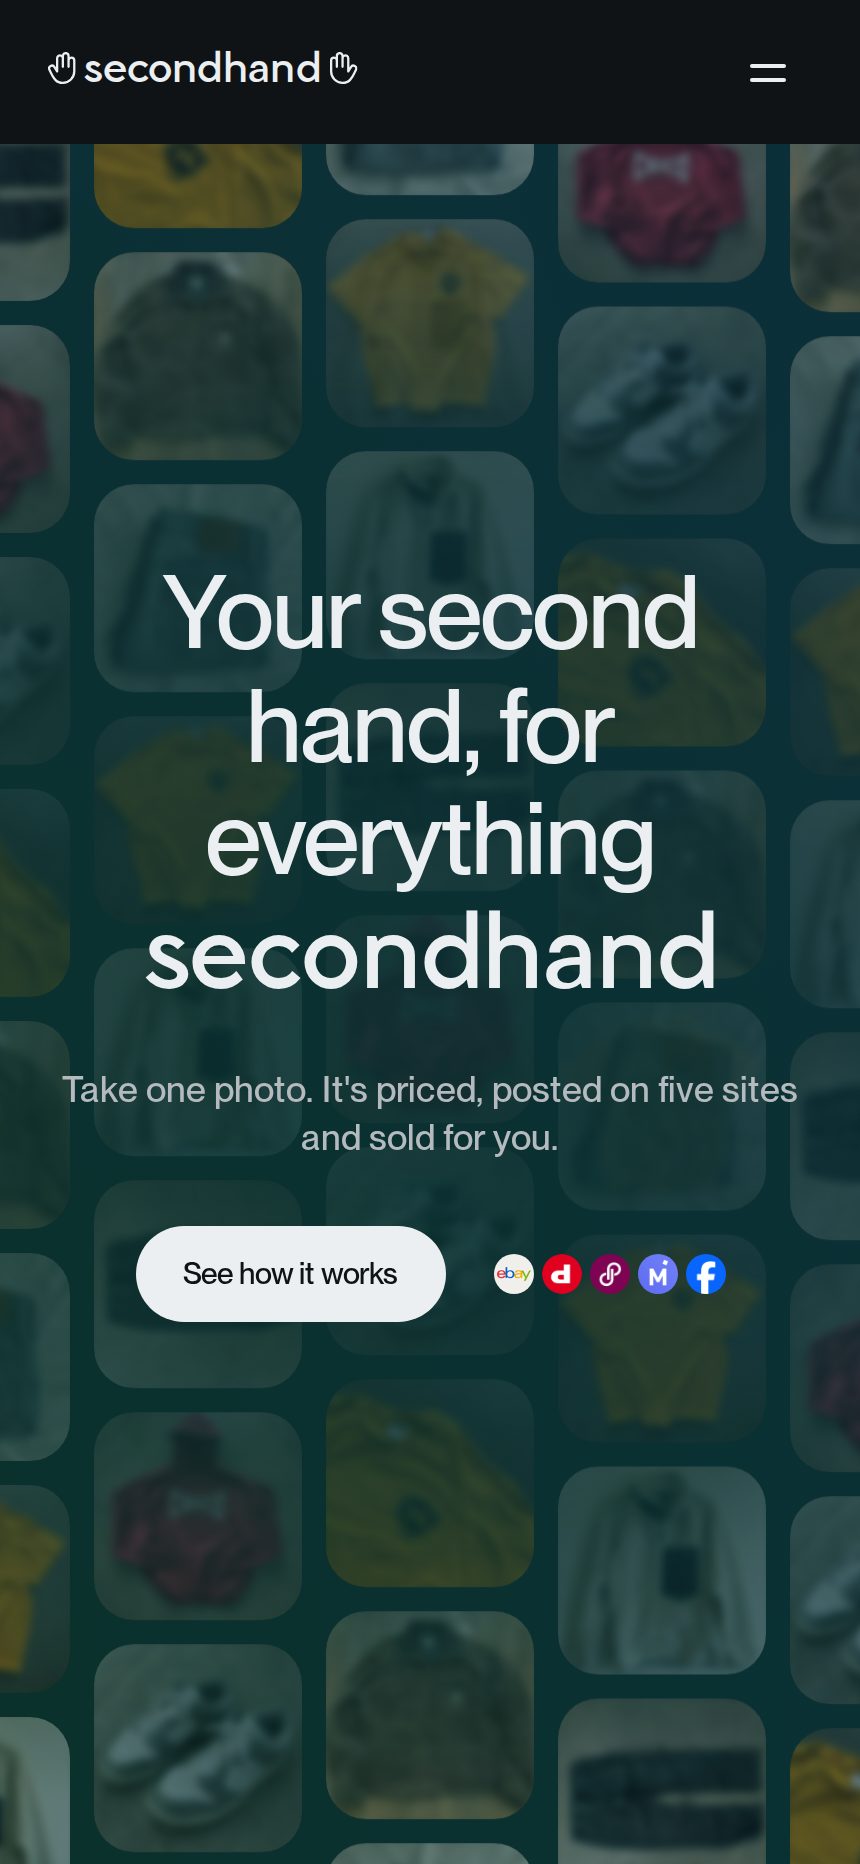 secondhand
Your second
hand, for
everything
secondhand
Take one photo. It's priced, posted on five sites
and sold for you.
See how it works
ebay
d
M
f